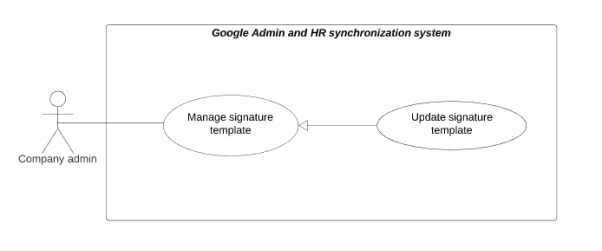 Google Admin and HR synchronization system
Manage signature
template
Update signature
template
Company admin